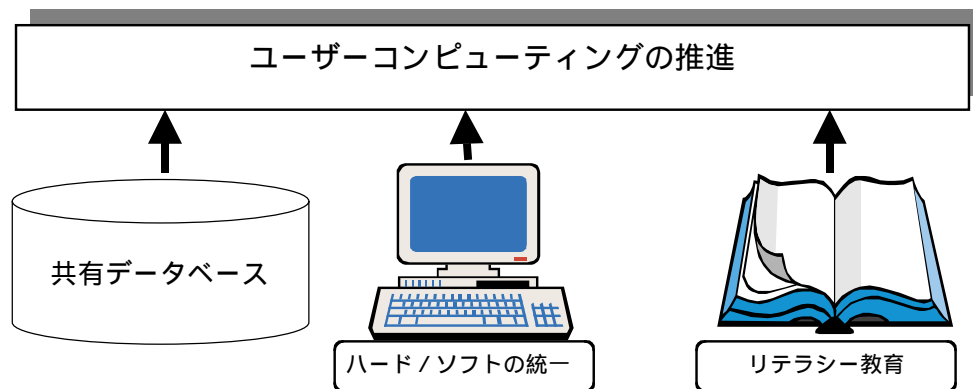 ユーザーコンピューティングの推進
共有データベース
ハード/ソフトの統一
リテラシー教育